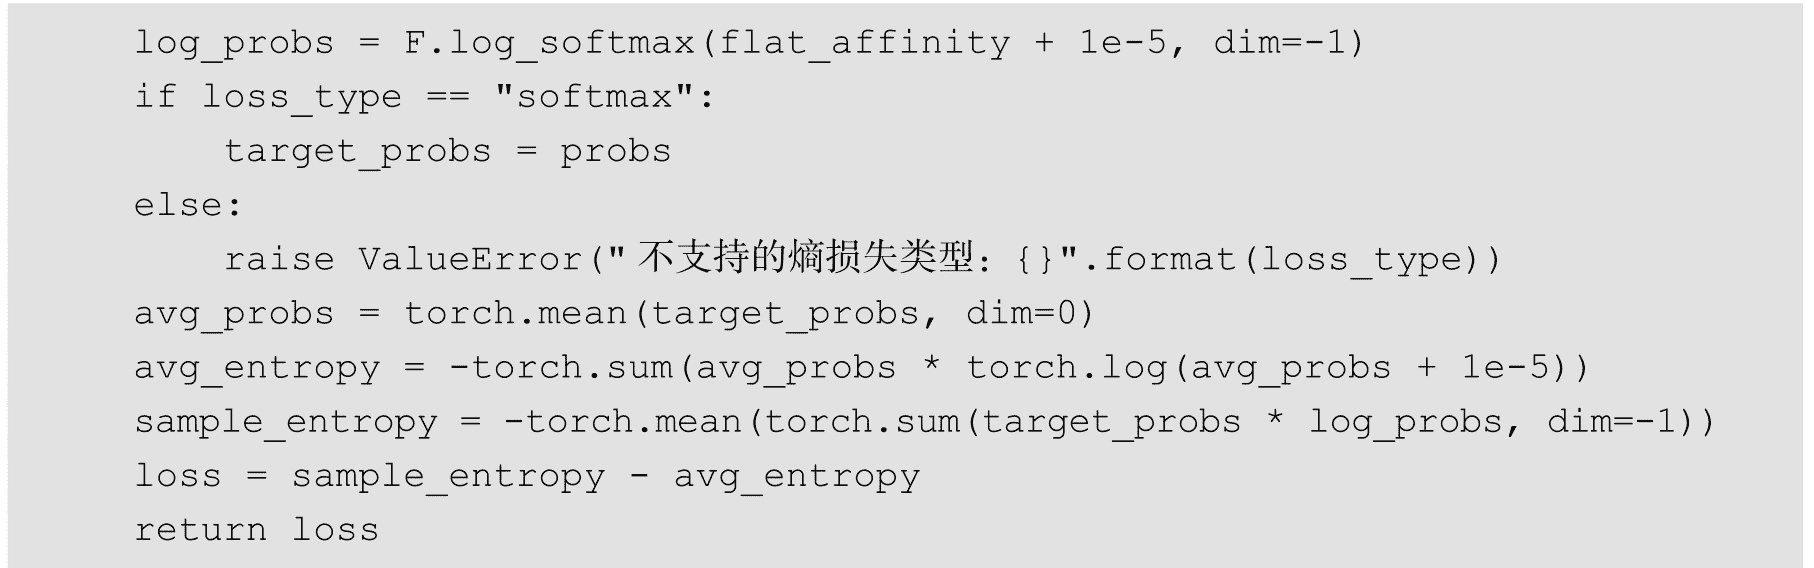 log_probs = F.log_softmax(flat_affinity + 1e-5, dim=-1)
if loss_type == "softmax":
    target_probs = probs
else:
    raise ValueError("不支持的熵损失类型：{}".format(loss_type))
avg_probs = torch.mean(target_probs, dim=0)
avg_entropy = -torch.sum(avg_probs * torch.log(avg_probs + 1e-5))
sample_entropy = -torch.mean(torch.sum(target_probs * log_probs, dim=-1))
loss = sample_entropy - avg_entropy
return loss